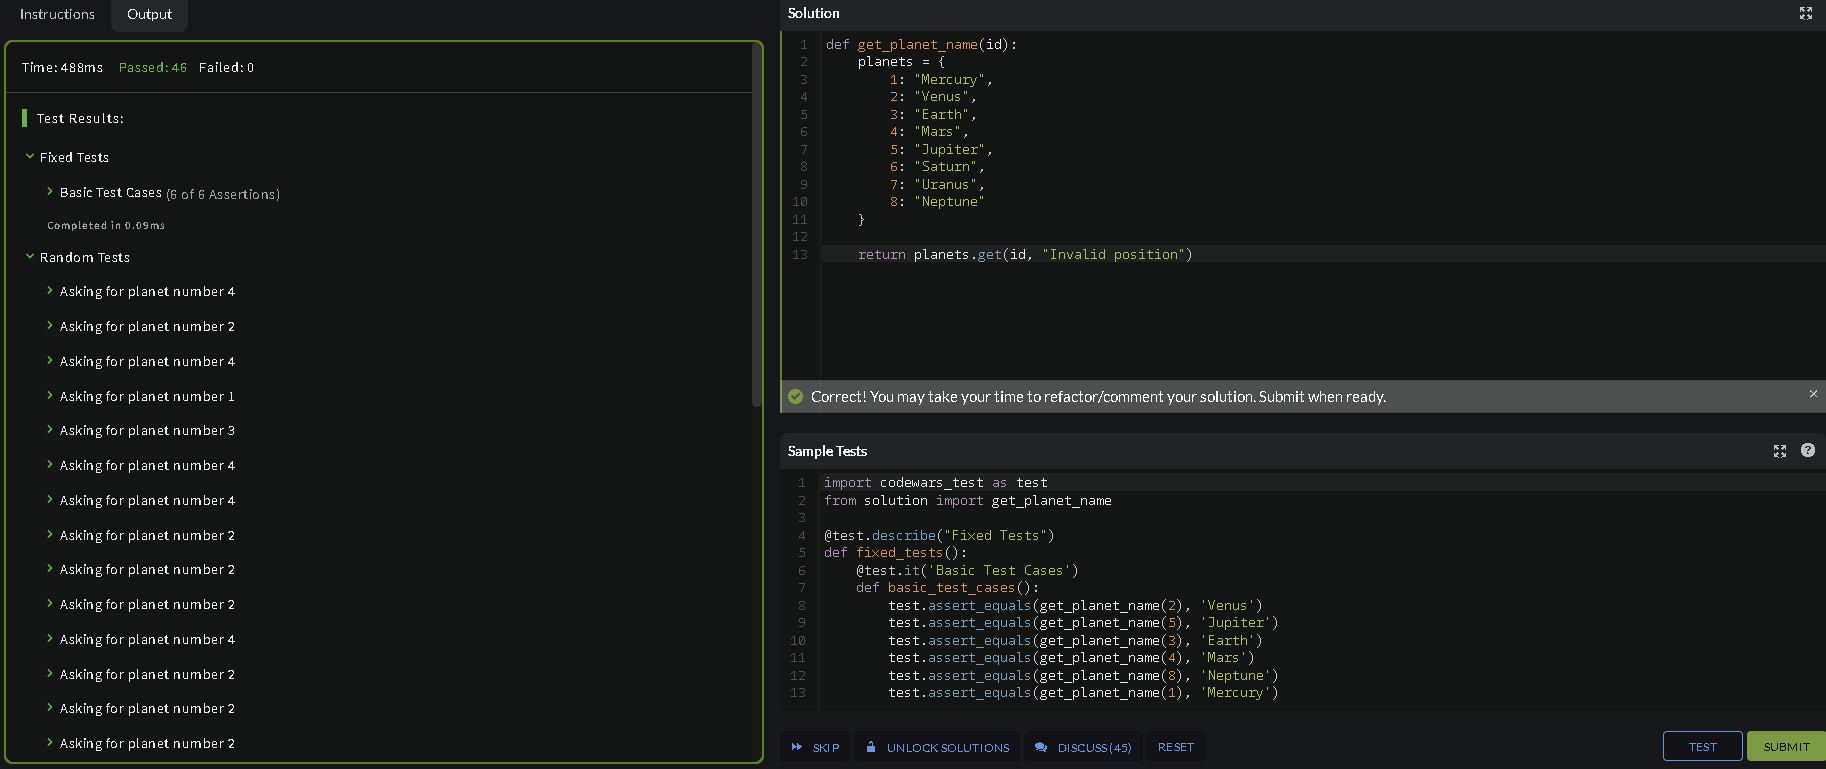 Instructions
Output
Time: 488ms Passed: 46 Failed: 0
Test Results:
Fixed Tests
Basic Test Cases (6 of 6 Assertions)
Completed in 0.09ms
Random Tests
Asking for planet number 4
Asking for planet number 2
Asking for planet number 4
Asking for planet number 1
Asking for planet number 3
Asking for planet number 4
Asking for planet number 4
Asking for planet number 2
Asking for planet number 2
Asking for planet number 2
Asking for planet number 4
Asking for planet number 2
Asking for planet number 2
Asking for planet number 2
Solution
1 def get_planet_name(id):
2     planets = {
3         1: "Mercury",
4         2: "Venus",
5         3: "Earth",
6         4: "Mars",
7         5: "Jupiter",
8         6: "Saturn",
9         7: "Uranus",
10         8: "Neptune"
11     }
12
13     return planets.get(id, "Invalid position")
Correct! You may take your time to refactor/comment your solution. Submit when ready.
Sample Tests
1 import codewars_test as test
2 from solution import get_planet_name
3
4 @test.describe("Fixed Tests")
5 def fixed_tests():
6     @test.it('Basic Test Cases')
7     def basic_test_cases():
8         test.assert_equals(get_planet_name(2), 'Venus')
9         test.assert_equals(get_planet_name(5), 'Jupiter')
10         test.assert_equals(get_planet_name(3), 'Earth')
11         test.assert_equals(get_planet_name(4), 'Mars')
12         test.assert_equals(get_planet_name(8), 'Neptune')
13         test.assert_equals(get_planet_name(1), 'Mercury')
SKIP
UNLOCK SOLUTIONS
DISCUSS (45)
RESET
TEST
SUBMIT